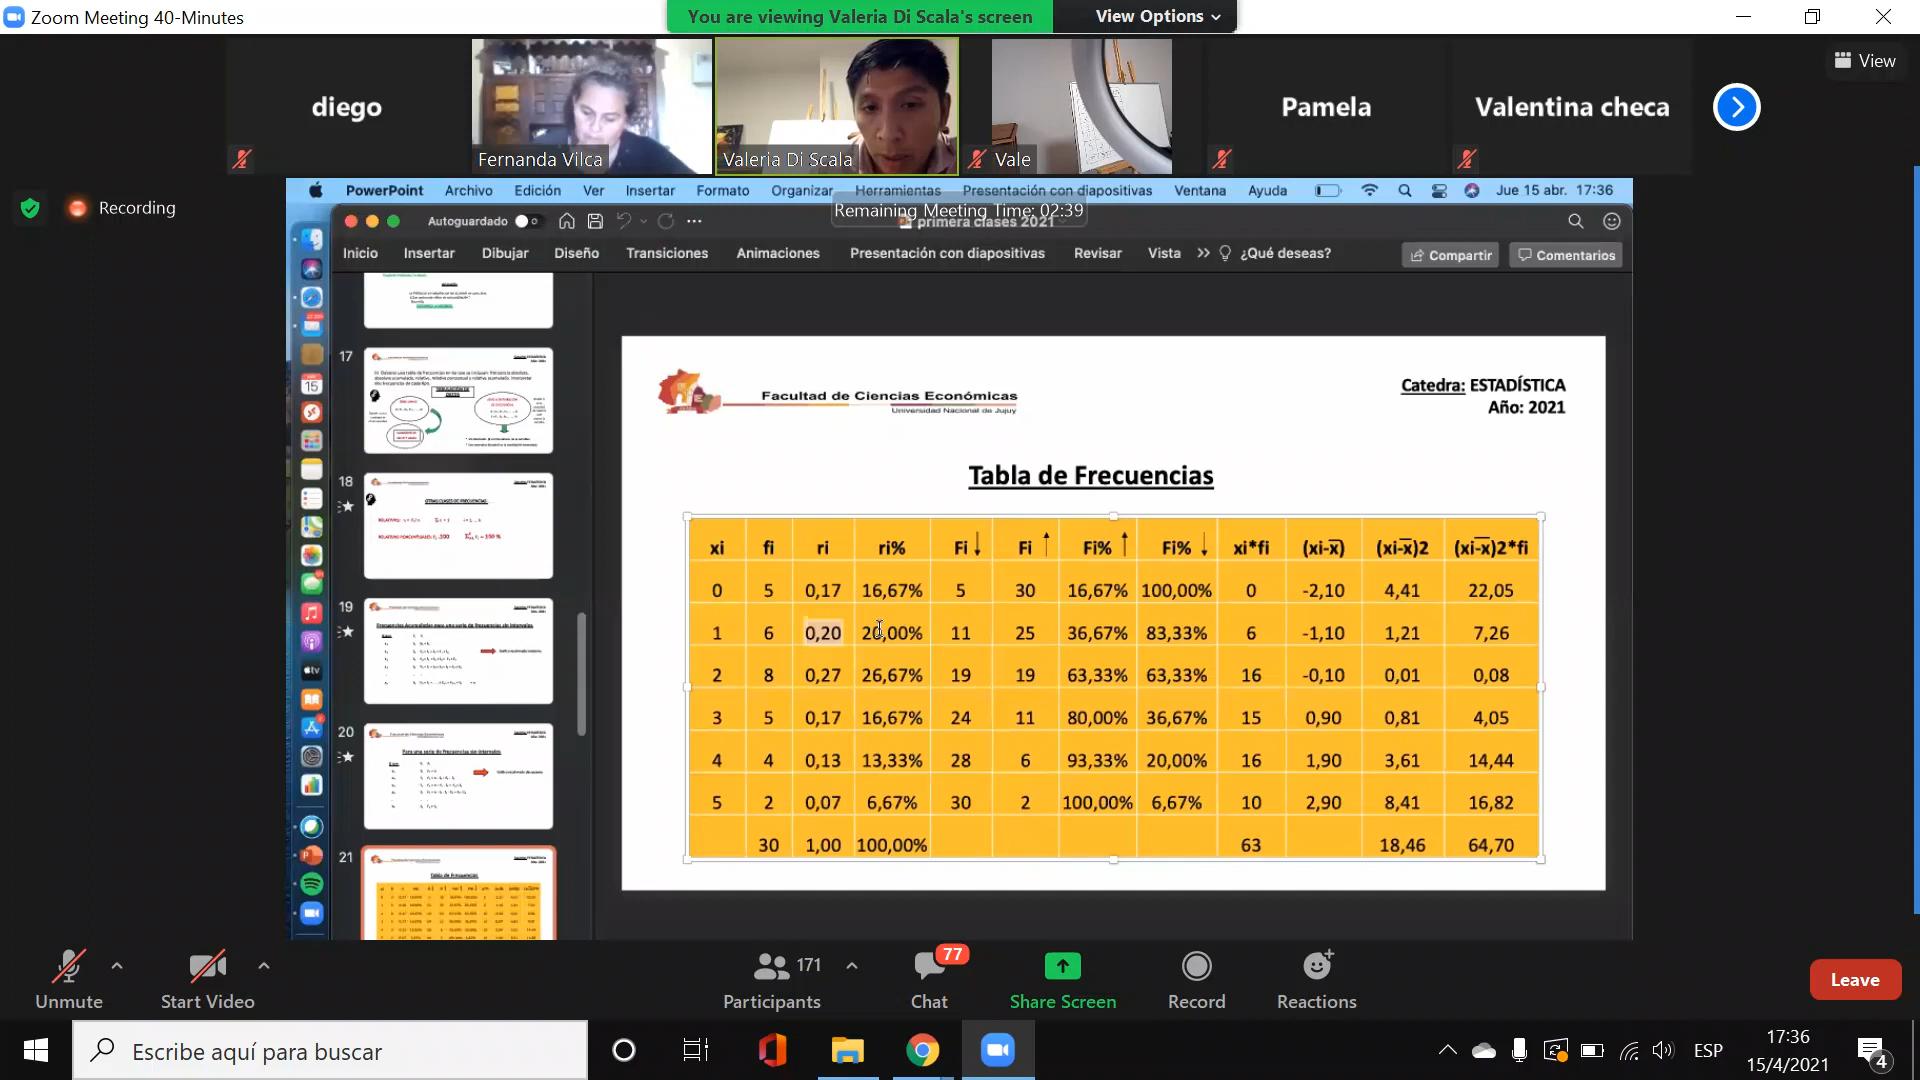 Zoom Meeting 40-Minutes
You are viewing Valeria Di Scala's screen
View Options
diego
Fernanda Vilca
Valeria Di Scala
Vale
Pamela
Valentina checa
View
Recording
PowerPoint Archivo Edición Ver Insertar Formato Organizar Herramientas Presentación con diapositivas Ventana Ayuda Jue 15 abr. 17:36
Remaining Meeting Time: 02:39
Autoguardado
primera clases 2021
Inicio Insertar Dibujar Diseño Transiciones Animaciones Presentación con diapositivas Revisar Vista ¿Qué deseas? Compartir Comentarios
17
18
19
20
21
Facultad de Ciencias Económicas
Universidad Nacional de Jujuy
Catedra: ESTADÍSTICA
Año: 2021
Tabla de Frecuencias
xi fi ri ri% Fi↓ Fi↑ Fi%↑ Fi%↓ xi*fi (xi-x̅) (xi-x̅)2 (xi-x̅)2*fi
0 5 0,17 16,67% 5 30 16,67% 100,00% 0 -2,10 4,41 22,05
1 6 0,20 20,00% 11 25 36,67% 83,33% 6 -1,10 1,21 7,26
2 8 0,27 26,67% 19 19 63,33% 63,33% 16 -0,10 0,01 0,08
3 5 0,17 16,67% 24 11 80,00% 36,67% 15 0,90 0,81 4,05
4 4 0,13 13,33% 28 6 93,33% 20,00% 16 1,90 3,61 14,44
5 2 0,07 6,67% 30 2 100,00% 6,67% 10 2,90 8,41 16,82
30 1,00 100,00% 63 18,46 64,70
Unmute
Start Video
171
Participants
77
Chat
Share Screen
Record
Reactions
Leave
Escribe aquí para buscar
ESP
17:36
15/4/2021
4